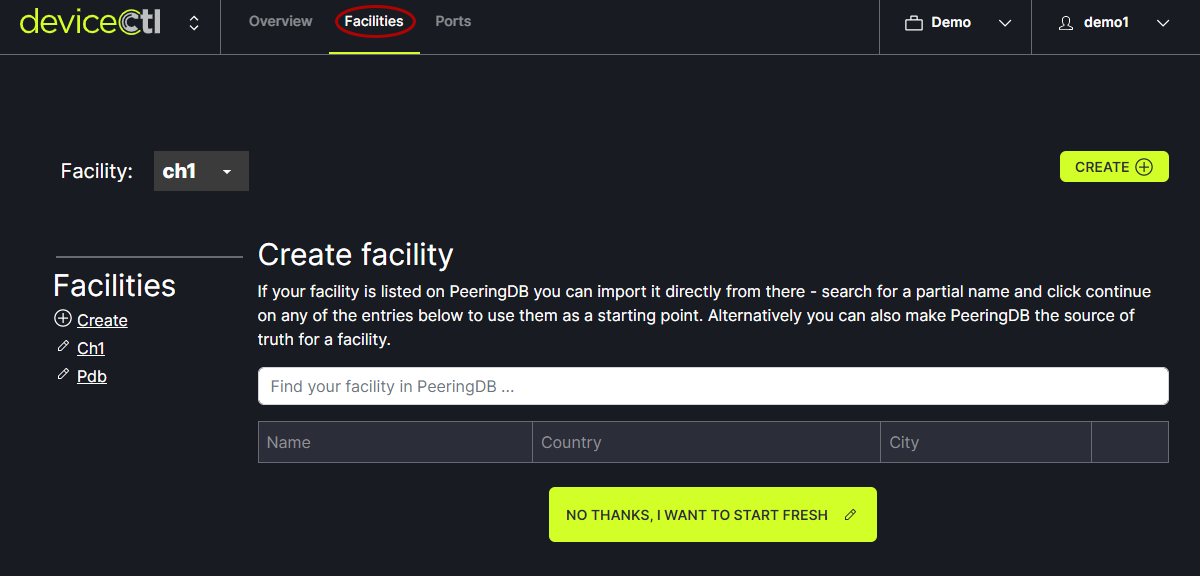 devicectl
Overview Facilities Ports
Demo
demo1
Facility: ch1
CREATE
Facilities
Create
Ch1
Pdb
Create facility
If your facility is listed on PeeringDB you can import it directly from there - search for a partial name and click continue
on any of the entries below to use them as a starting point. Alternatively you can also make PeeringDB the source of
truth for a facility.
Find your facility in PeeringDB ...
Name Country City
NO THANKS, I WANT TO START FRESH